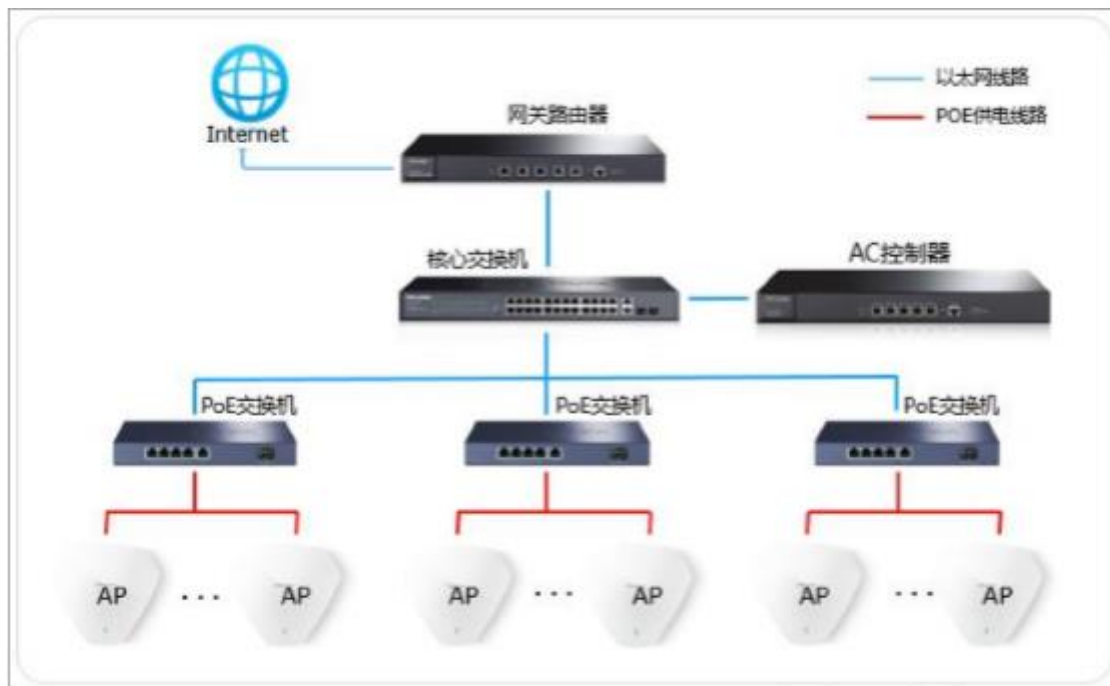 以太网线路
POE供电线路
Internet
网关路由器
核心交换机
AC控制器
PoE交换机
PoE交换机
PoE交换机
AP
···
AP
AP
···
AP
AP
···
AP